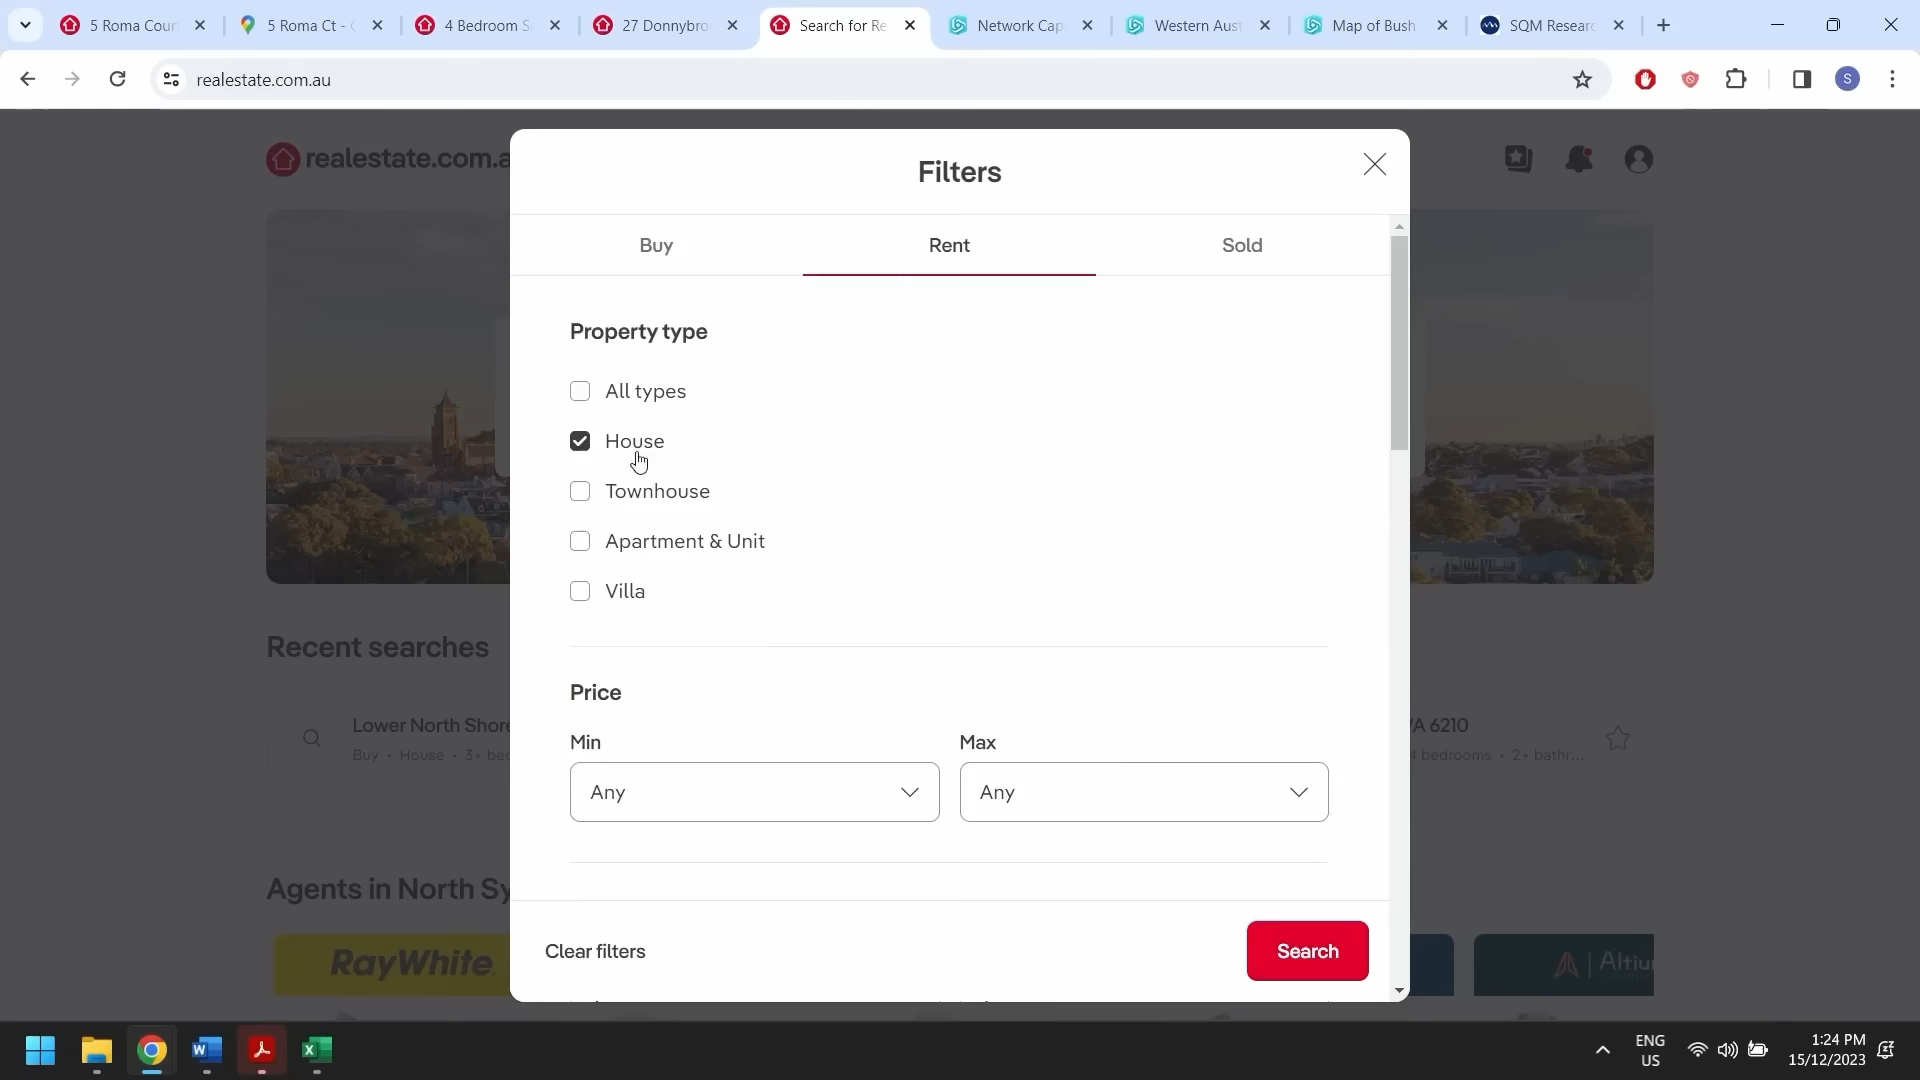 5 Roma Coun
5 Roma Ct - G
4 Bedroom S
27 Donnybro
Search for Re
Network Cap
Western Aust
Map of Bush
SQM Researc
realestate.com.au
S
realestate.com.a
Filters
Buy
Rent
Sold
Property type
All types
House
Townhouse
Apartment & Unit
Villa
Recent searches
Price
Lower North Shore
Buy • House • 3+ be
Min
Max
/A 6210
4 bedrooms • 2+ bathr...
Any
Any
Agents in North Sy
RayWhite.
Clear filters
Search
Altiu
ENG
US
1:24 PM
15/12/2023